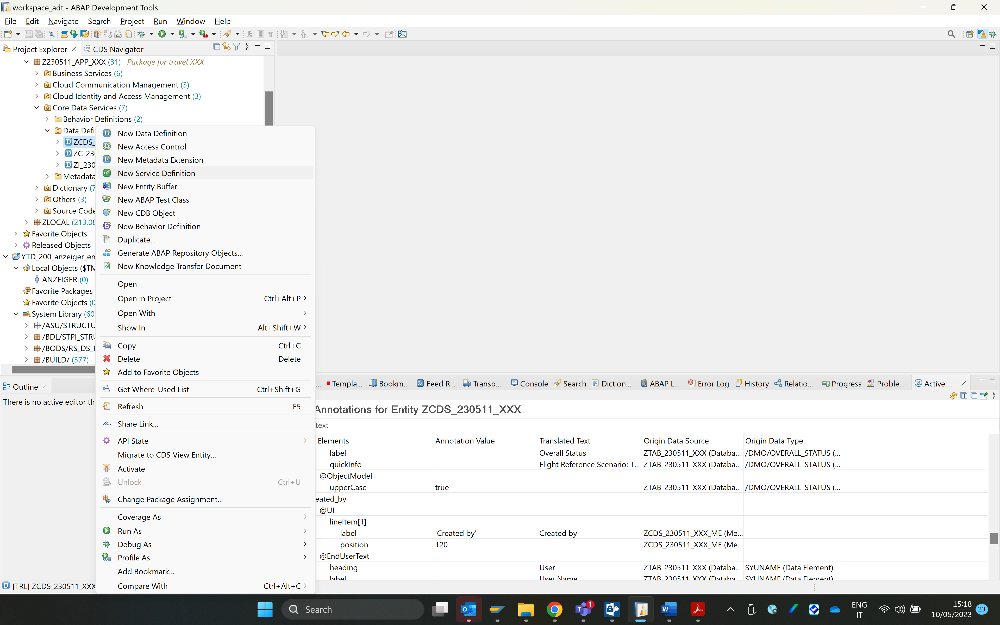 workspace_adt - ABAP Development Tools
File Edit Navigate Search Project Run Window Help
Project Explorer
CDS Navigator
Z230511_APP_XXX (31) Package for travel XXX
Business Services (6)
Cloud Communication Management (3)
Cloud Identity and Access Management (3)
Core Data Services (7)
Behavior Definitions (2)
Data Defi
ZCDS_
ZC_230
ZI_230
Metadata
Dictionary (7
Others (3)
Source Code
ZLOCAL (213,08
Favorite Objects
Released Objects
YTD_200_anzeiger_en
Local Objects ($TM
ANZEIGER (0)
Favorite Packages
Favorite Objects (0
System Library (60
/ASU/STRUCTU
/BDL/STPI_STRU
/BODS/RS_DS_
/BUILD/ (377)
New Data Definition
New Access Control
New Metadata Extension
New Service Definition
New Entity Buffer
New ABAP Test Class
New CDB Object
New Behavior Definition
Duplicate...
Generate ABAP Repository Objects...
New Knowledge Transfer Document
Open
Open in Project Ctrl+Alt+P
Open With
Show In Alt+Shift+W
Copy Ctrl+C
Delete Delete
Add to Favorite Objects
Get Where-Used List Ctrl+Shift+G
Refresh F5
Share Link...
API State
Migrate to CDS View Entity...
Activate
Unlock Ctrl+U
Change Package Assignment...
Coverage As
Run As
Debug As
Profile As
Add Bookmark...
Compare With Ctrl+Alt+C
Outline
There is no active editor tha
[TRL] ZCDS_230511_XXX
... Templa... Bookm... Feed R... Transp... Console Search Diction... ABAP L... Error Log History Relatio... Progress Proble... Active ...
Annotations for Entity ZCDS_230511_XXX
text
Elements Annotation Value Translated Text Origin Data Source Origin Data Type
label Overall Status ZTAB_230511_XXX (Databa... /DMO/OVERALL_STATUS (...
quickInfo Flight Reference Scenario: T... ZTAB_230511_XXX (Databa... /DMO/OVERALL_STATUS (...
@ObjectModel
upperCase true ZTAB_230511_XXX (Databa... /DMO/OVERALL_STATUS (...
eated_by
@UI
lineItem[1]
label 'Created by' Created by ZCDS_230511_XXX_ME (Me...
position 120 ZCDS_230511_XXX_ME (Me...
@EndUserText
heading User ZTAB_230511_XXX (Databa... SYUNAME (Data Element)
label User Name ZTAB_230511_XXX (Databa... SYUNAME (Data Element)
Search
1
ENG
IT
15:18
10/05/2023
23